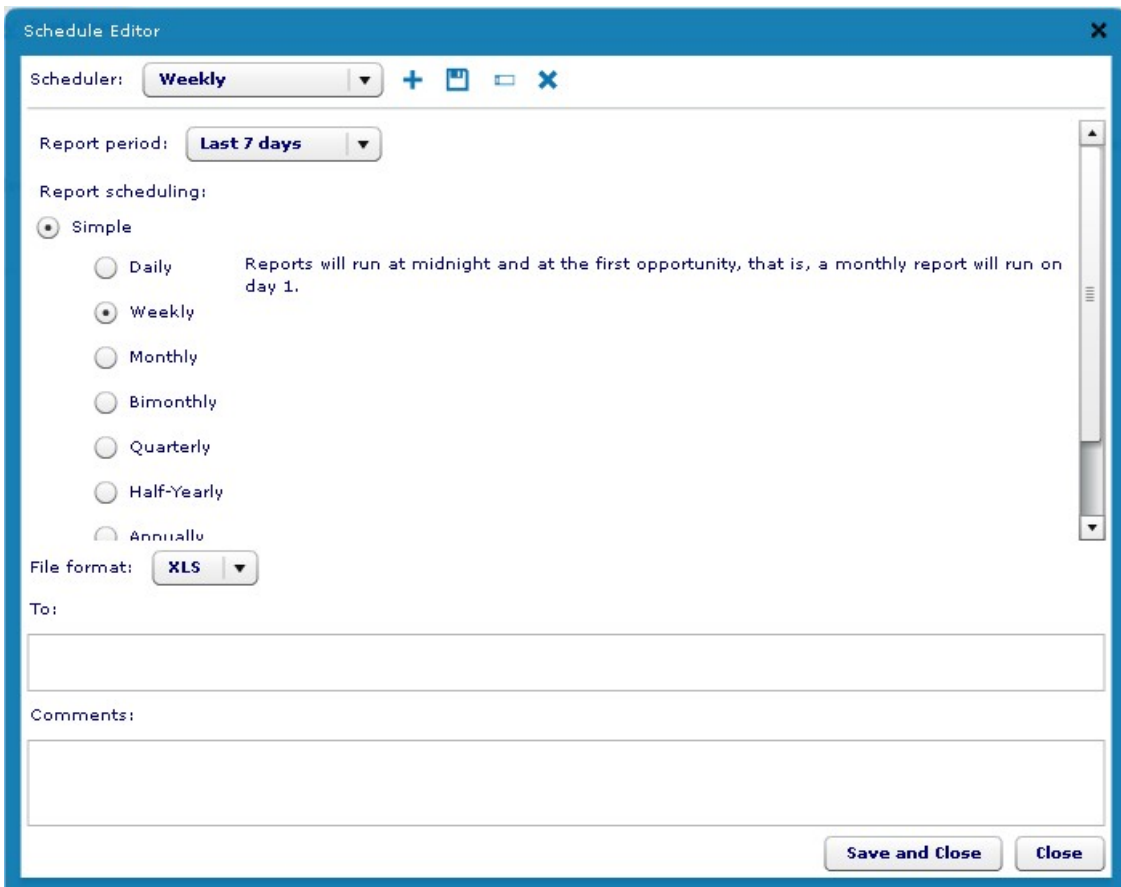 Schedule Editor
Scheduler: Weekly
Report period: Last 7 days
Report scheduling:
Simple
Daily
Reports will run at midnight and at the first opportunity, that is, a monthly report will run on
day 1.
Weekly
Monthly
Bimonthly
Quarterly
Half-Yearly
Annually
File format: XLS
To:
Comments:
Save and Close Close